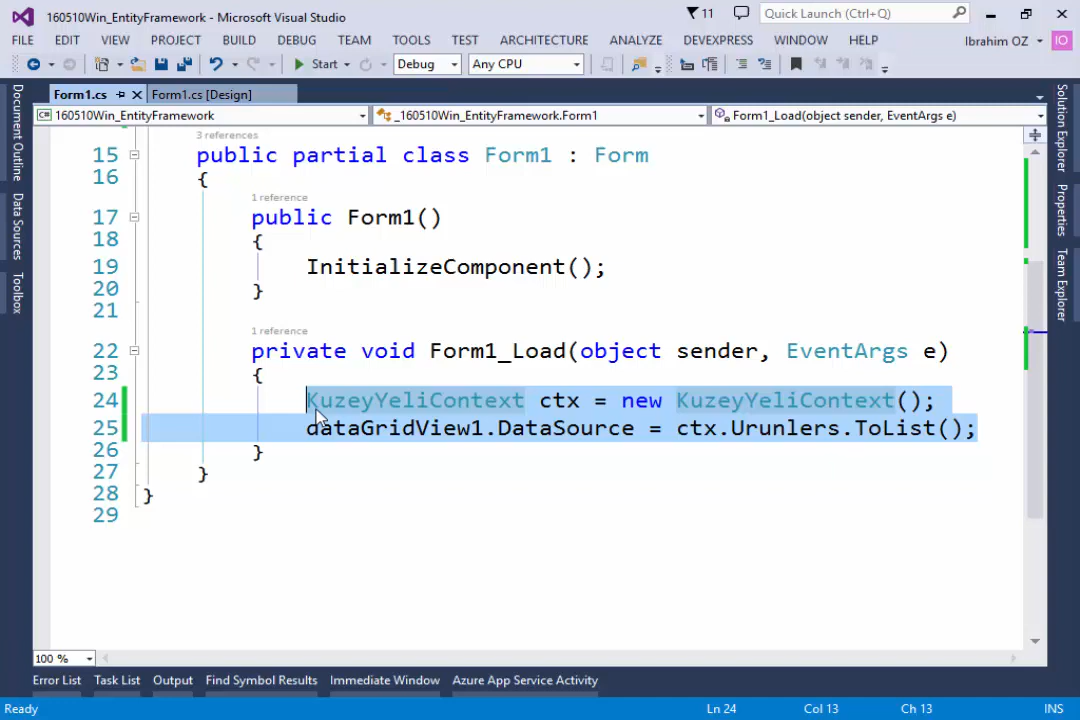 160510Win_EntityFramework - Microsoft Visual Studio
11
Quick Launch (Ctrl+Q)
FILE EDIT VIEW PROJECT BUILD DEBUG TEAM TOOLS TEST ARCHITECTURE ANALYZE DEVEXPRESS WINDOW HELP
Ibrahim OZ
IO
Start
Debug
Any CPU
Document Outline
Data Sources
Toolbox
Form1.cs
Form1.cs [Design]
160510Win_EntityFramework
_160510Win_EntityFramework.Form1
Form1_Load(object sender, EventArgs e)
3 references
15 public partial class Form1 : Form
16 {
1 reference
17 public Form1()
18 {
19 InitializeComponent();
20 }
21
1 reference
22 private void Form1_Load(object sender, EventArgs e)
23 {
24 KuzeyYeliContext ctx = new KuzeyYeliContext();
25 dataGridView1.DataSource = ctx.Urunlers.ToList();
26 }
27 }
28 }
29
Solution Explorer
Properties
Team Explorer
100 %
Error List Task List Output Find Symbol Results Immediate Window Azure App Service Activity
Ready Ln 24 Col 13 Ch 13 INS